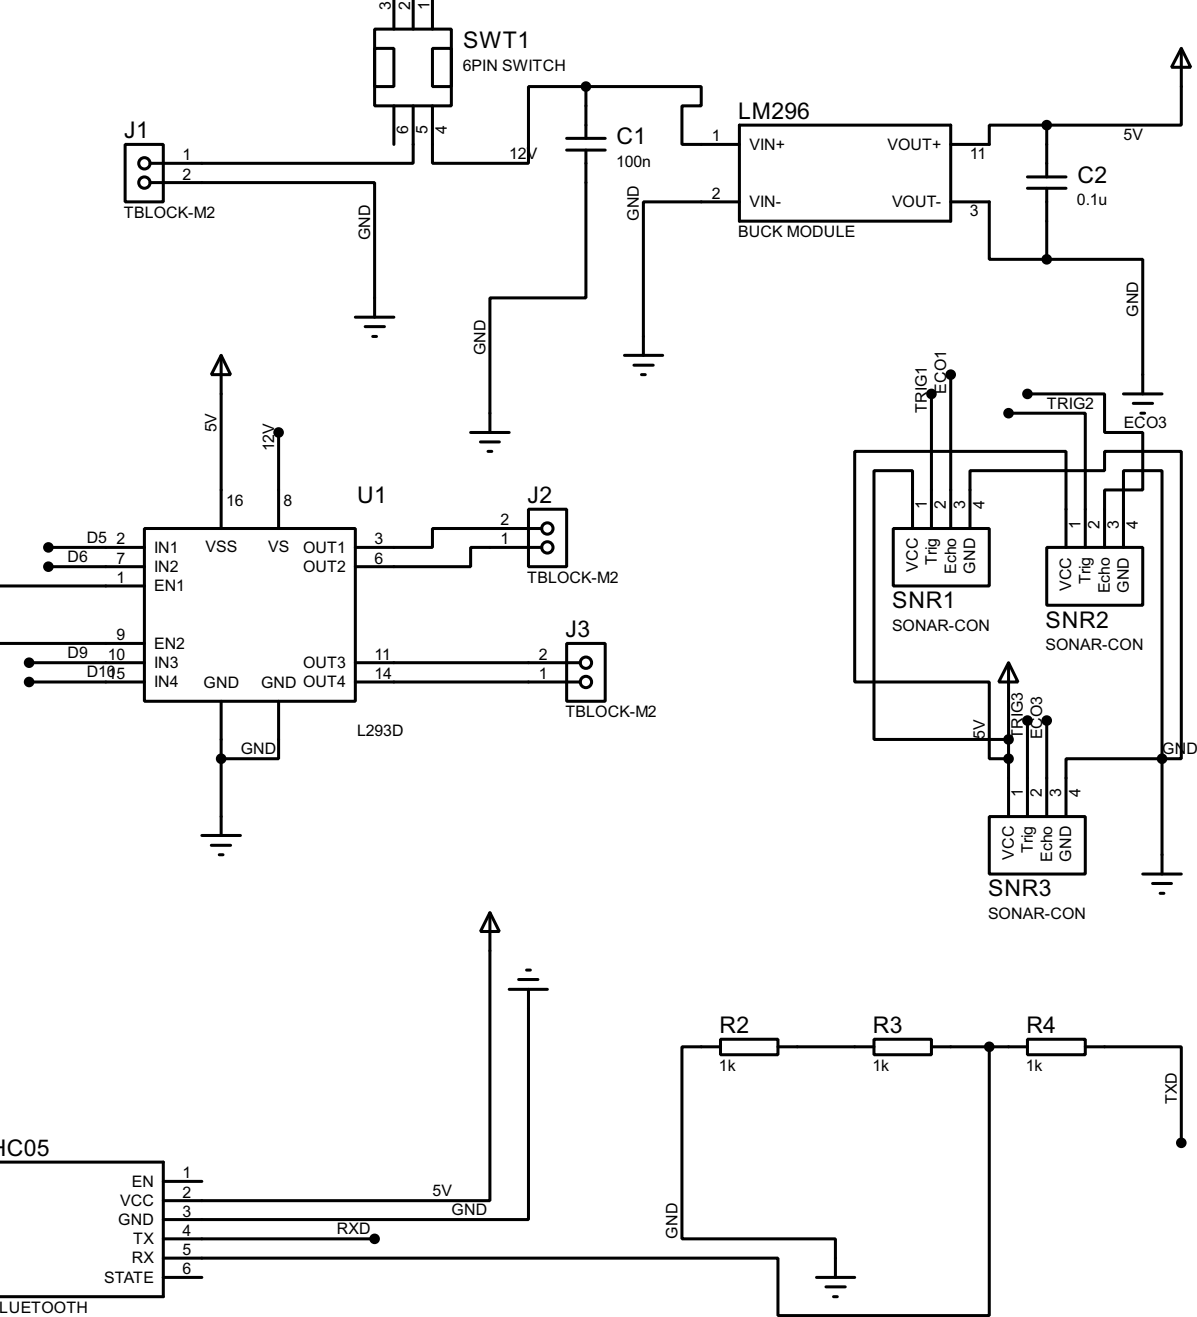 3 2 1
SWT1
6PIN SWITCH
6 5 4
J1
1
2
TBLOCK-M2
GND
12V
C1
100n
GND
GND
LM296
1 VIN+ VOUT+ 11
2 VIN- VOUT- 3
BUCK MODULE
5V
C2
0.1u
GND
5V
12V
16
8
U1
D5 2 IN1
D6 7 IN2
1 EN1
9 EN2
D9 10 IN3
D10 15 IN4
VSS VS
OUT1 3
OUT2 6
OUT3 11
OUT4 14
GND GND
L293D
GND
J2
2
1
TBLOCK-M2
J3
2
1
TBLOCK-M2
TRIG1
ECO1
TRIG2
ECO3
1 2 3 4
VCC Trig Echo GND
SNR1
SONAR-CON
1 2 3 4
VCC Trig Echo GND
SNR2
SONAR-CON
5V
TRIG3
ECO3
GND
1 2 3 4
VCC Trig Echo GND
SNR3
SONAR-CON
HC05
EN 1
VCC 2 5V
GND 3 GND
TX 4 RXD
RX 5
STATE 6
LUETOOTH
R2
1k
R3
1k
R4
1k
GND
TXD